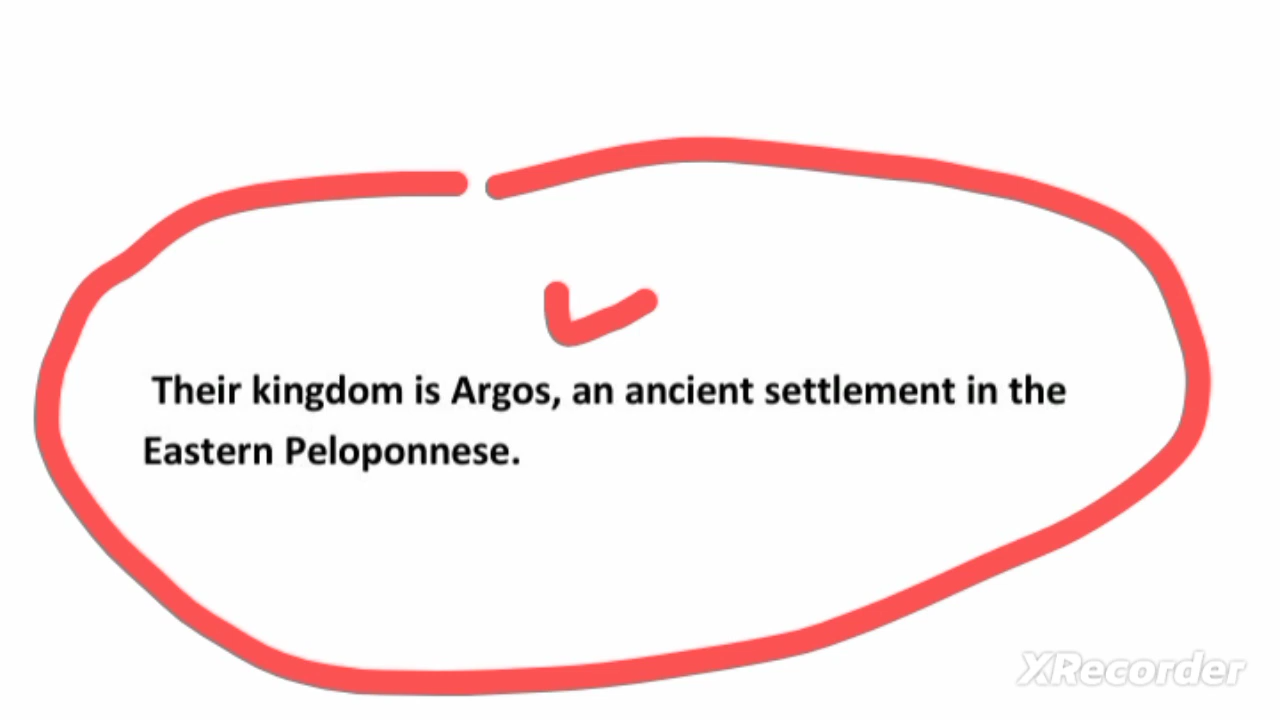 Their kingdom is Argos, an ancient settlement in the
Eastern Peloponnese.
XRecorder